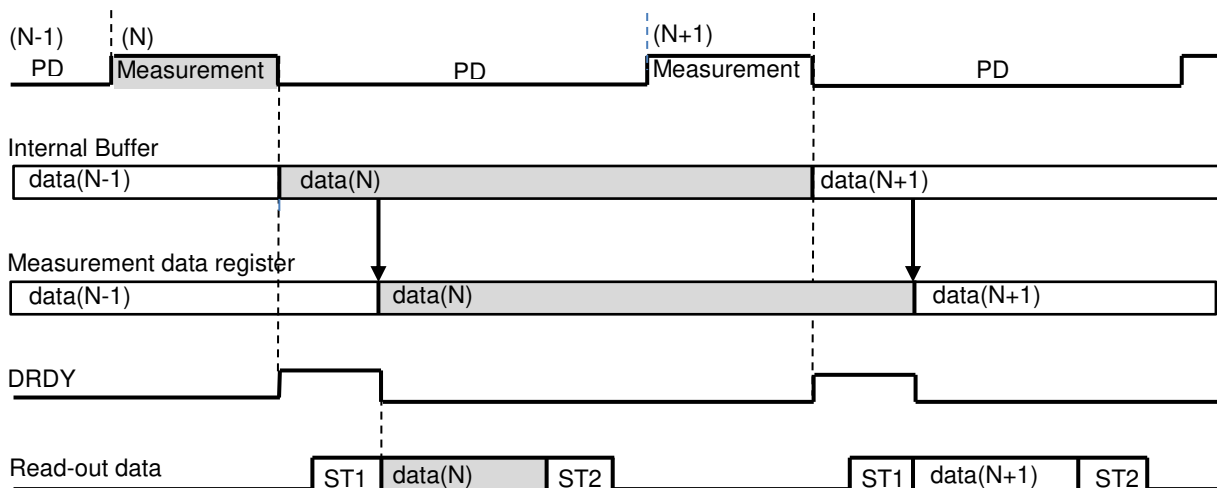 (N-1) (N) (N+1)
PD Measurement PD Measurement PD
Internal Buffer
data(N-1) data(N) data(N+1)
Measurement data register
data(N-1) data(N) data(N+1)
DRDY
Read-out data ST1 data(N) ST2 ST1 data(N+1) ST2